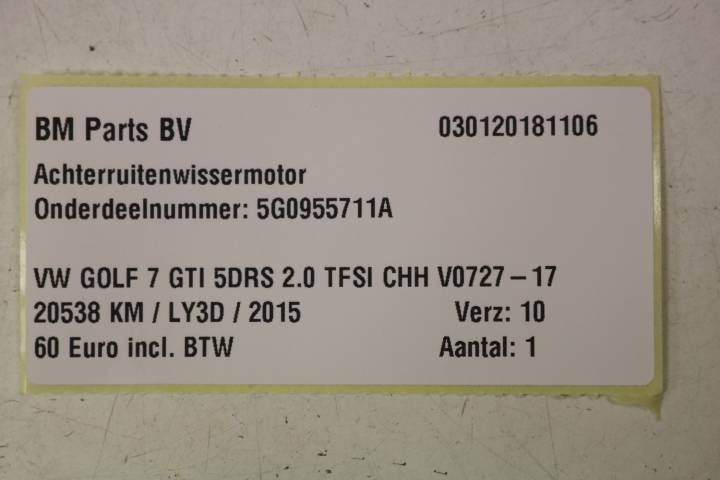 BM Parts BV 030120181106
Achterruitenwissermotor
Onderdeelnummer: 5G0955711A
VW GOLF 7 GTI 5DRS 2.0 TFSI CHH V0727 – 17
20538 KM / LY3D / 2015 Verz: 10
60 Euro incl. BTW Aantal: 1